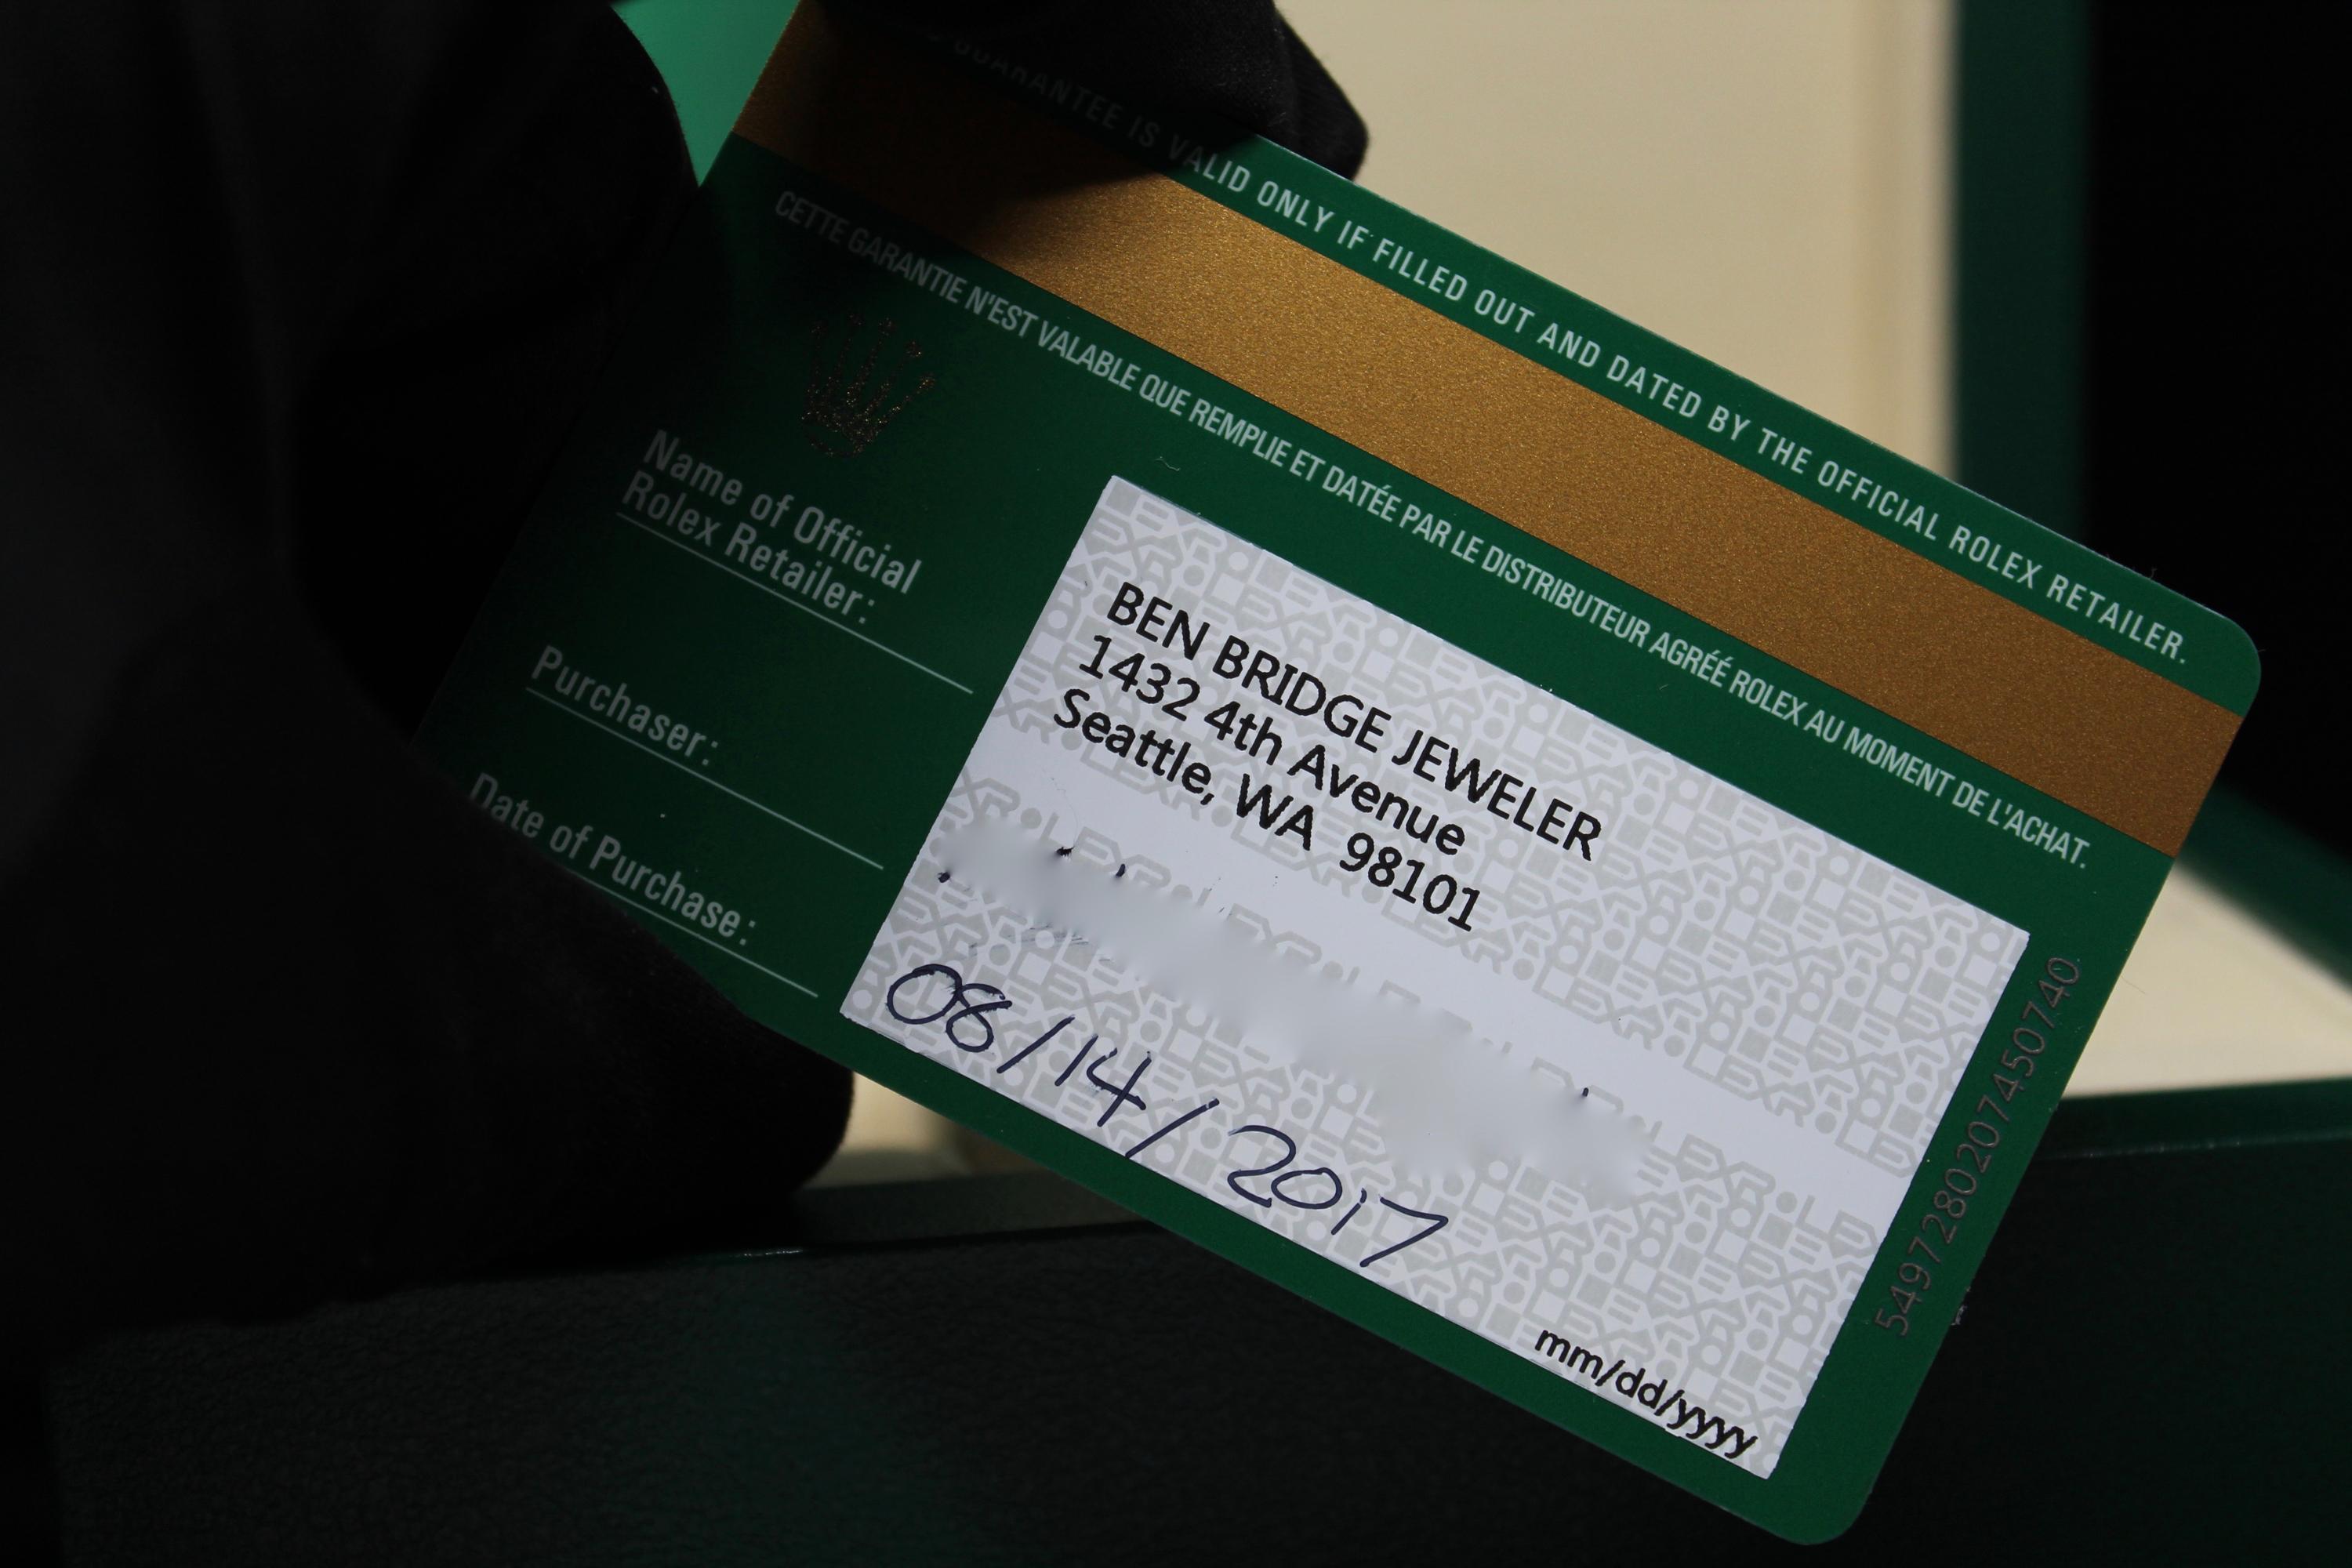 GUARANTEE IS VALID ONLY IF FILLED OUT AND DATED BY THE OFFICIAL ROLEX RETAILER.
CETTE GARANTIE N'EST VALABLE QUE REMPLIE ET DATÉE PAR LE DISTRIBUTEUR AGRÉÉ ROLEX AU MOMENT DE L'ACHAT.
Name of Official
Rolex Retailer:
BEN BRIDGE JEWELER
1432 4th Avenue
Seattle, WA 98101
Purchaser:
Date of Purchase:
08/14/2017
mm/dd/yyyy
5497280207450740